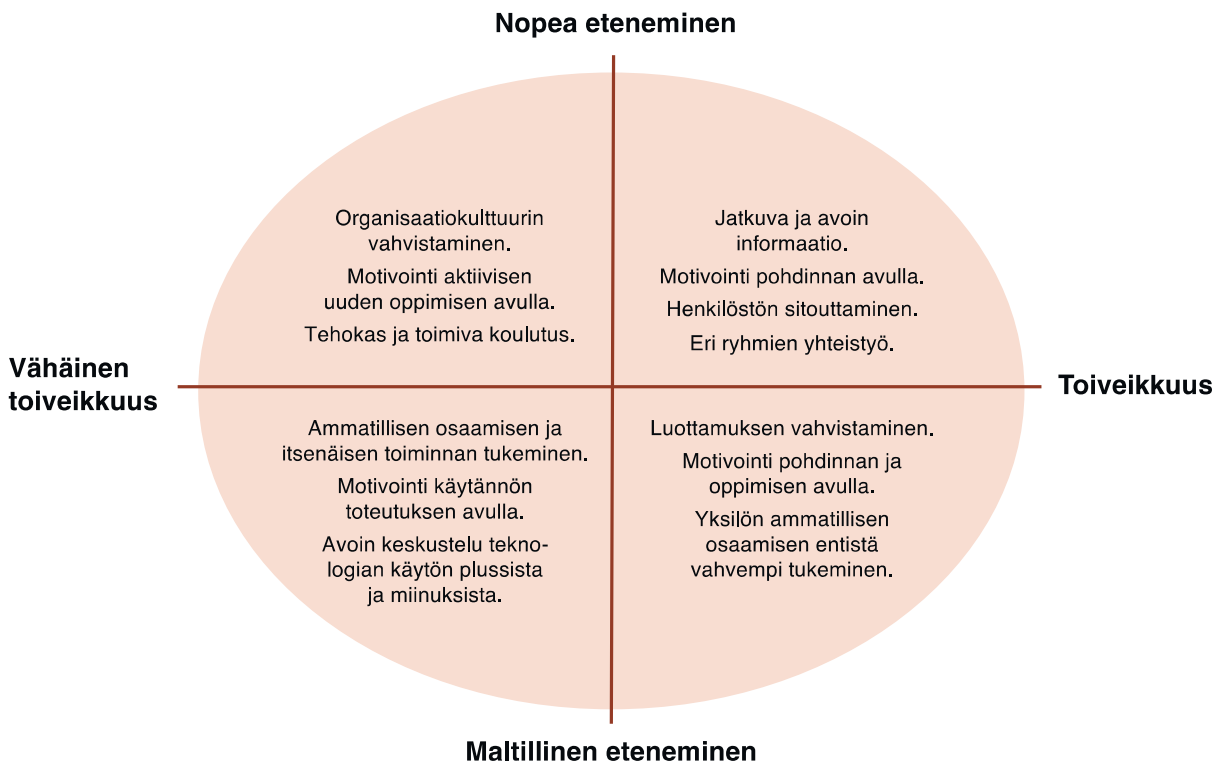 Nopea eteneminen
Organisaatiokulttuurin
vahvistaminen.
Motivointi aktiivisen
uuden oppimisen avulla.
Tehokas ja toimiva koulutus.
Jatkuva ja avoin
informaatio.
Motivointi pohdinnan avulla.
Henkilöstön sitouttaminen.
Eri ryhmien yhteistyö.
Vähäinen
toiveikkuus
Toiveikkuus
Ammatillisen osaamisen ja
itsenäisen toiminnan tukeminen.
Motivointi käytännön
toteutuksen avulla.
Avoin keskustelu tekno-
logian käytön plussista
ja miinuksista.
Luottamuksen vahvistaminen.
Motivointi pohdinnan ja
oppimisen avulla.
Yksilön ammatillisen
osaamisen entistä
vahvempi tukeminen.
Maltillinen eteneminen